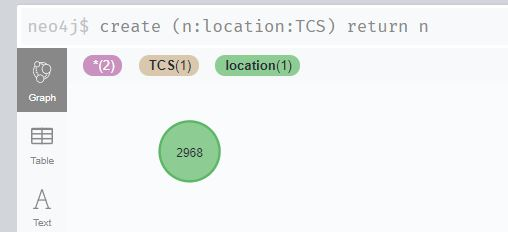 neo4j$ create (n:location:TCS) return n
*(2) TCS(1) location(1)
Graph
2968
Table
A
Text